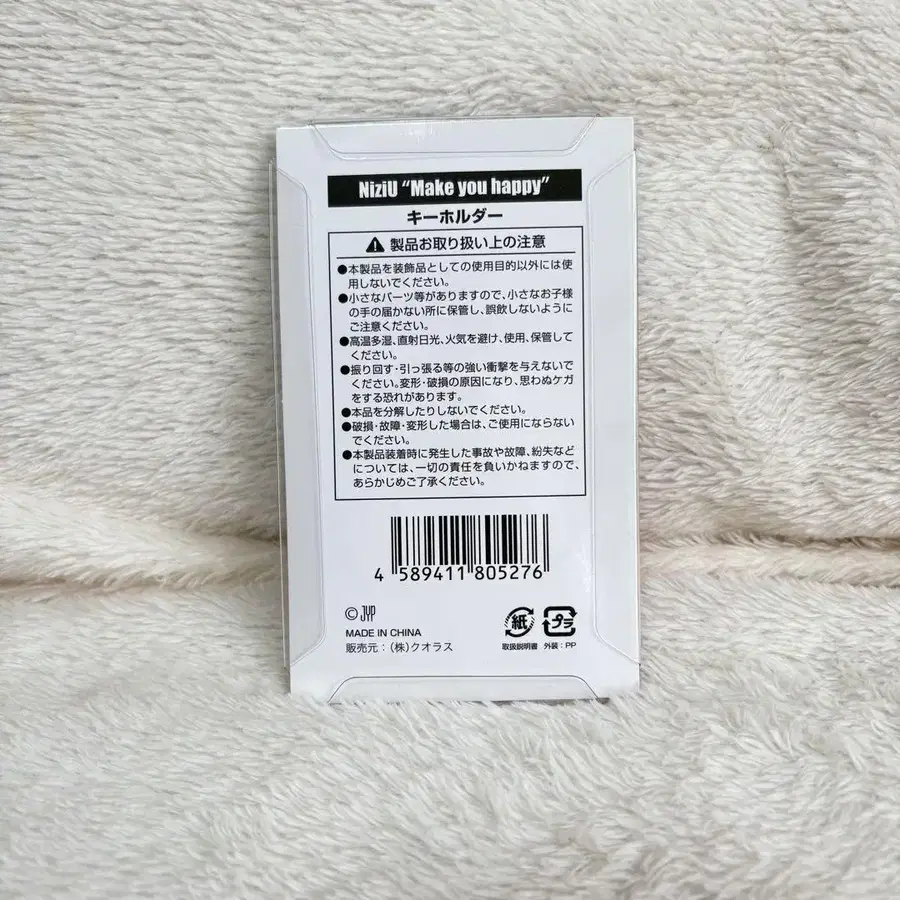 NiziU “Make you happy”
キーホルダー
製品お取り扱い上の注意
●本製品を装飾品としての使用目的以外には使
用しないでください。
●小さなパーツ等がありますので、小さなお子様
の手の届かない所に保管し、誤飲しないように
ご注意ください。
●高温多湿、直射日光、火気を避け、使用、保管して
ください。
●振り回す・引っ張る等の強い衝撃を与えないで
ください。変形・破損の原因になり、思わぬケガ
をする恐れがあります。
●本品を分解したりしないでください。
●破損・故障・変形した場合は、ご使用にならない
でください。
●本製品装着時に発生した事故や故障、紛失など
については、一切の責任を負いかねますので、
あらかじめご了承ください。
4 589411 805276
© JYP
MADE IN CHINA
販売元：(株)クオラス
紙
取扱説明書
プラ
外装：PP